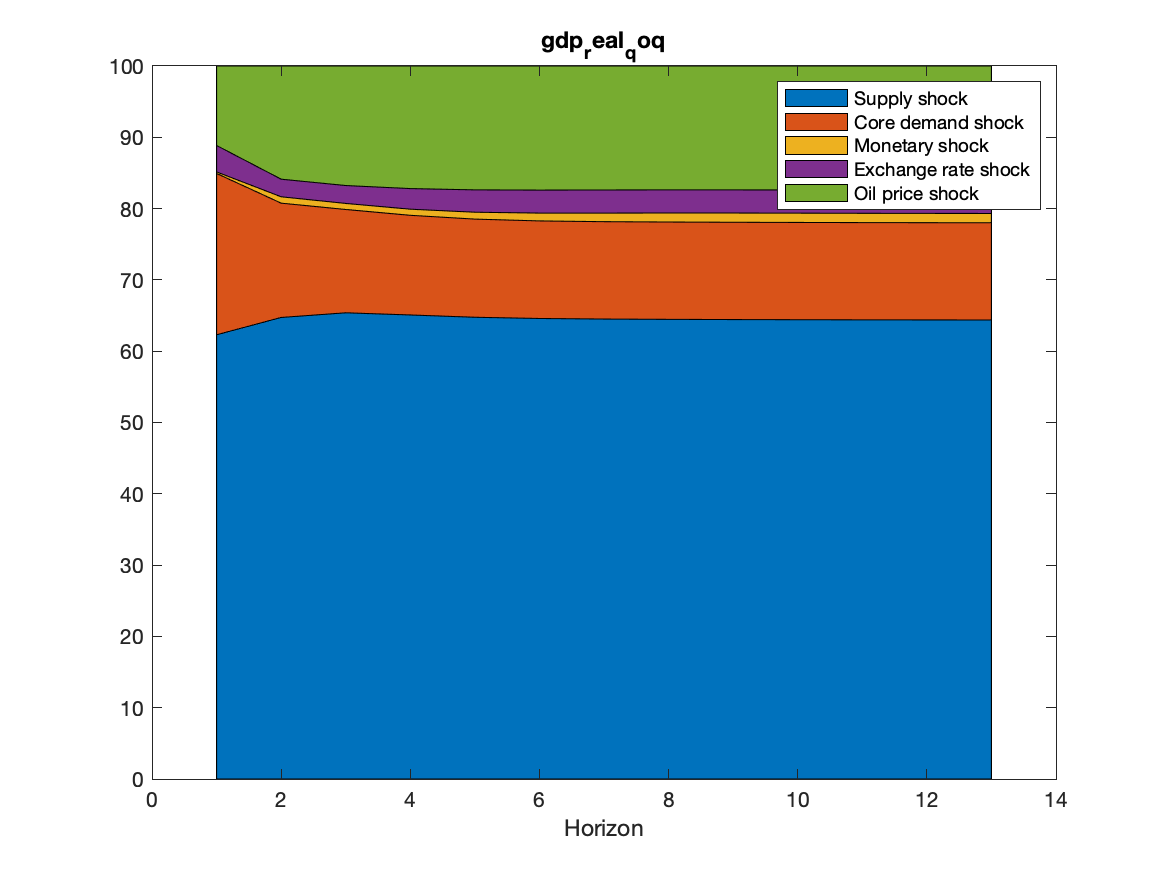 gdp_real_qoq
100
90
80
70
60
50
40
30
20
10
0
Supply shock
Core demand shock
Monetary shock
Exchange rate shock
Oil price shock
0 2 4 6 8 10 12 14
Horizon